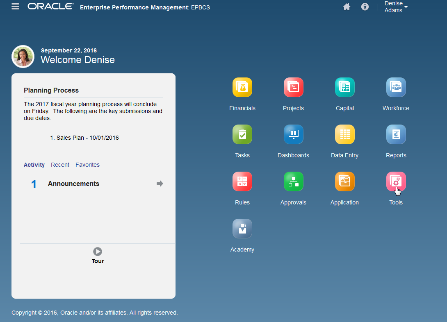 ORACLE Enterprise Performance Management: EPBCS
Denise Adams
September 22, 2016
Welcome Denise
Planning Process
The 2017 fiscal year planning process will conclude
on Friday. The following are the key submissions and
due dates.
1. Sales Plan - 10/01/2016
Activity Recent Favorites
1 Announcements
Tour
Financials Projects Capital Workforce
Tasks Dashboards Data Entry Reports
Rules Approvals Application Tools
Academy
Copyright © 2016, Oracle and/or its affiliates. All rights reserved.